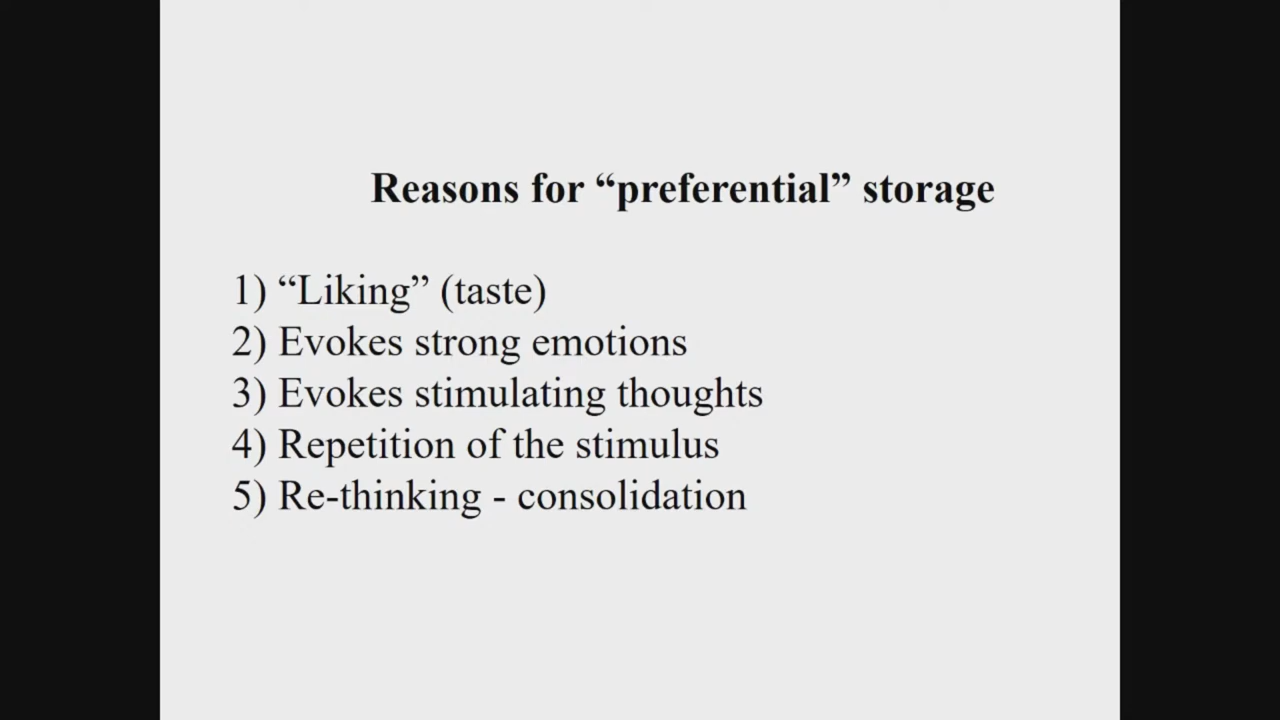 Reasons for “preferential” storage
1) “Liking” (taste)
2) Evokes strong emotions
3) Evokes stimulating thoughts
4) Repetition of the stimulus
5) Re-thinking - consolidation